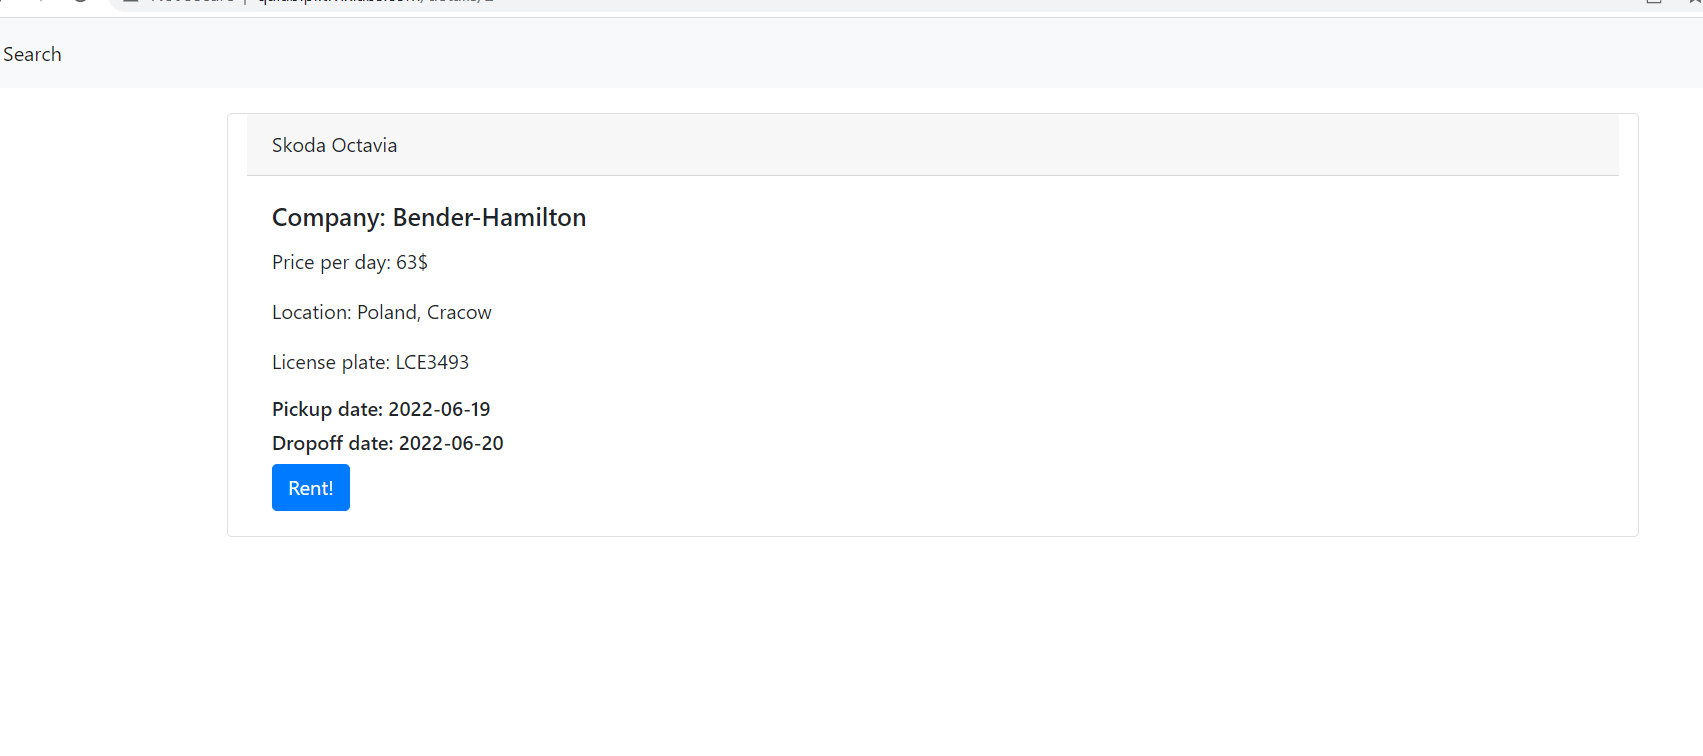 Search
Skoda Octavia
Company: Bender-Hamilton
Price per day: 63$
Location: Poland, Cracow
License plate: LCE3493
Pickup date: 2022-06-19
Dropoff date: 2022-06-20
Rent!